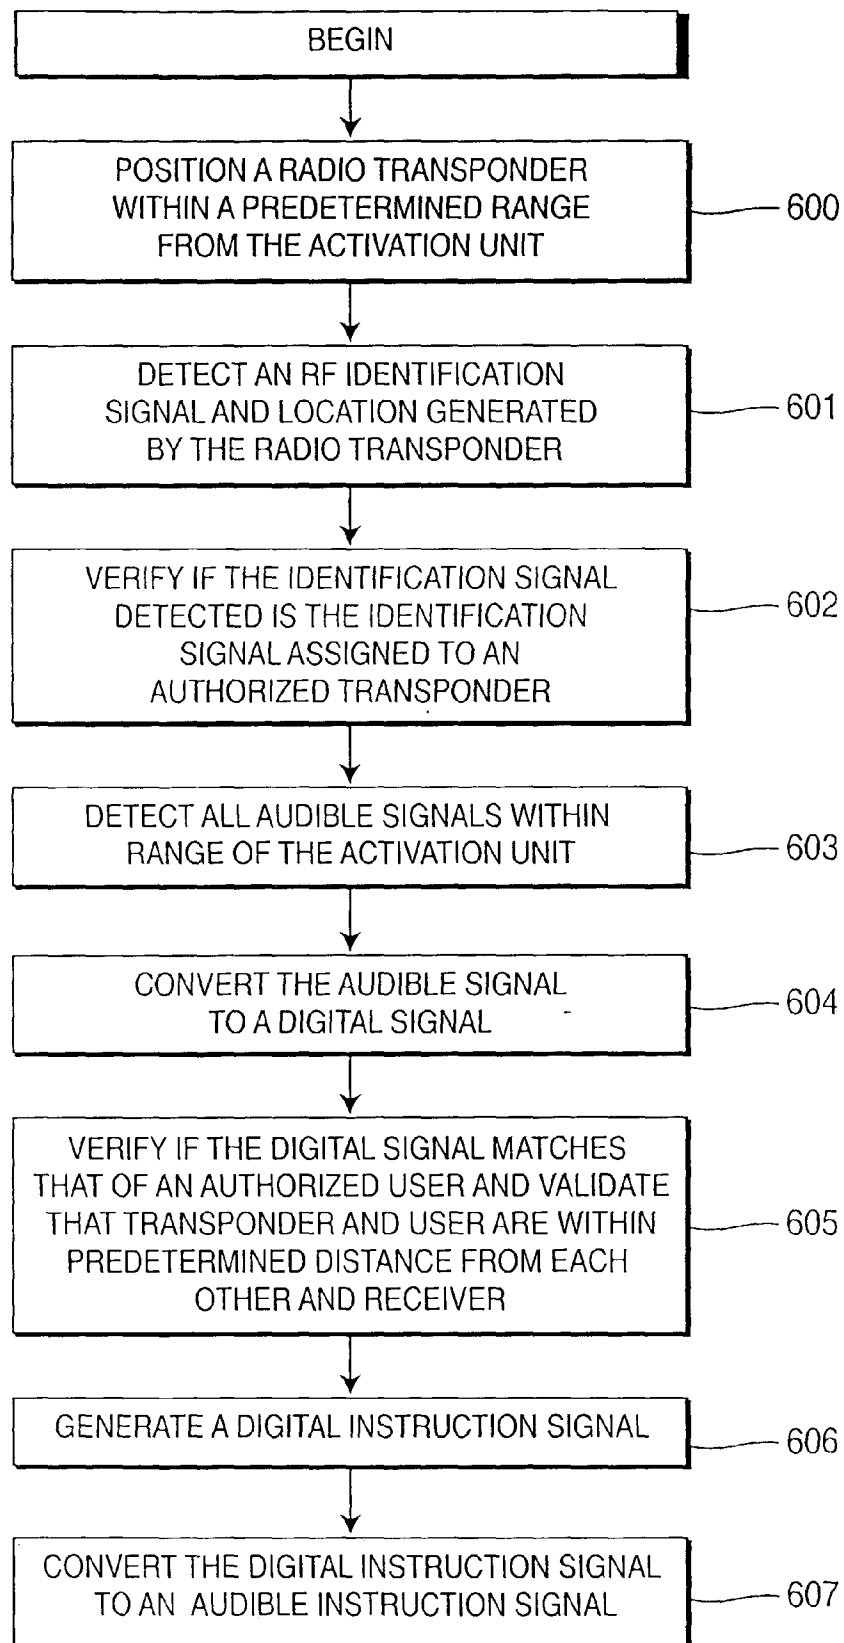 BEGIN
POSITION A RADIO TRANSPONDER
WITHIN A PREDETERMINED RANGE
FROM THE ACTIVATION UNIT
600
DETECT AN RF IDENTIFICATION
SIGNAL AND LOCATION GENERATED
BY THE RADIO TRANSPONDER
601
VERIFY IF THE IDENTIFICATION SIGNAL
DETECTED IS THE IDENTIFICATION
SIGNAL ASSIGNED TO AN
AUTHORIZED TRANSPONDER
602
DETECT ALL AUDIBLE SIGNALS WITHIN
RANGE OF THE ACTIVATION UNIT
603
CONVERT THE AUDIBLE SIGNAL
TO A DIGITAL SIGNAL
604
VERIFY IF THE DIGITAL SIGNAL MATCHES
THAT OF AN AUTHORIZED USER AND VALIDATE
THAT TRANSPONDER AND USER ARE WITHIN
PREDETERMINED DISTANCE FROM EACH
OTHER AND RECEIVER
605
GENERATE A DIGITAL INSTRUCTION SIGNAL
606
CONVERT THE DIGITAL INSTRUCTION SIGNAL
TO AN AUDIBLE INSTRUCTION SIGNAL
607